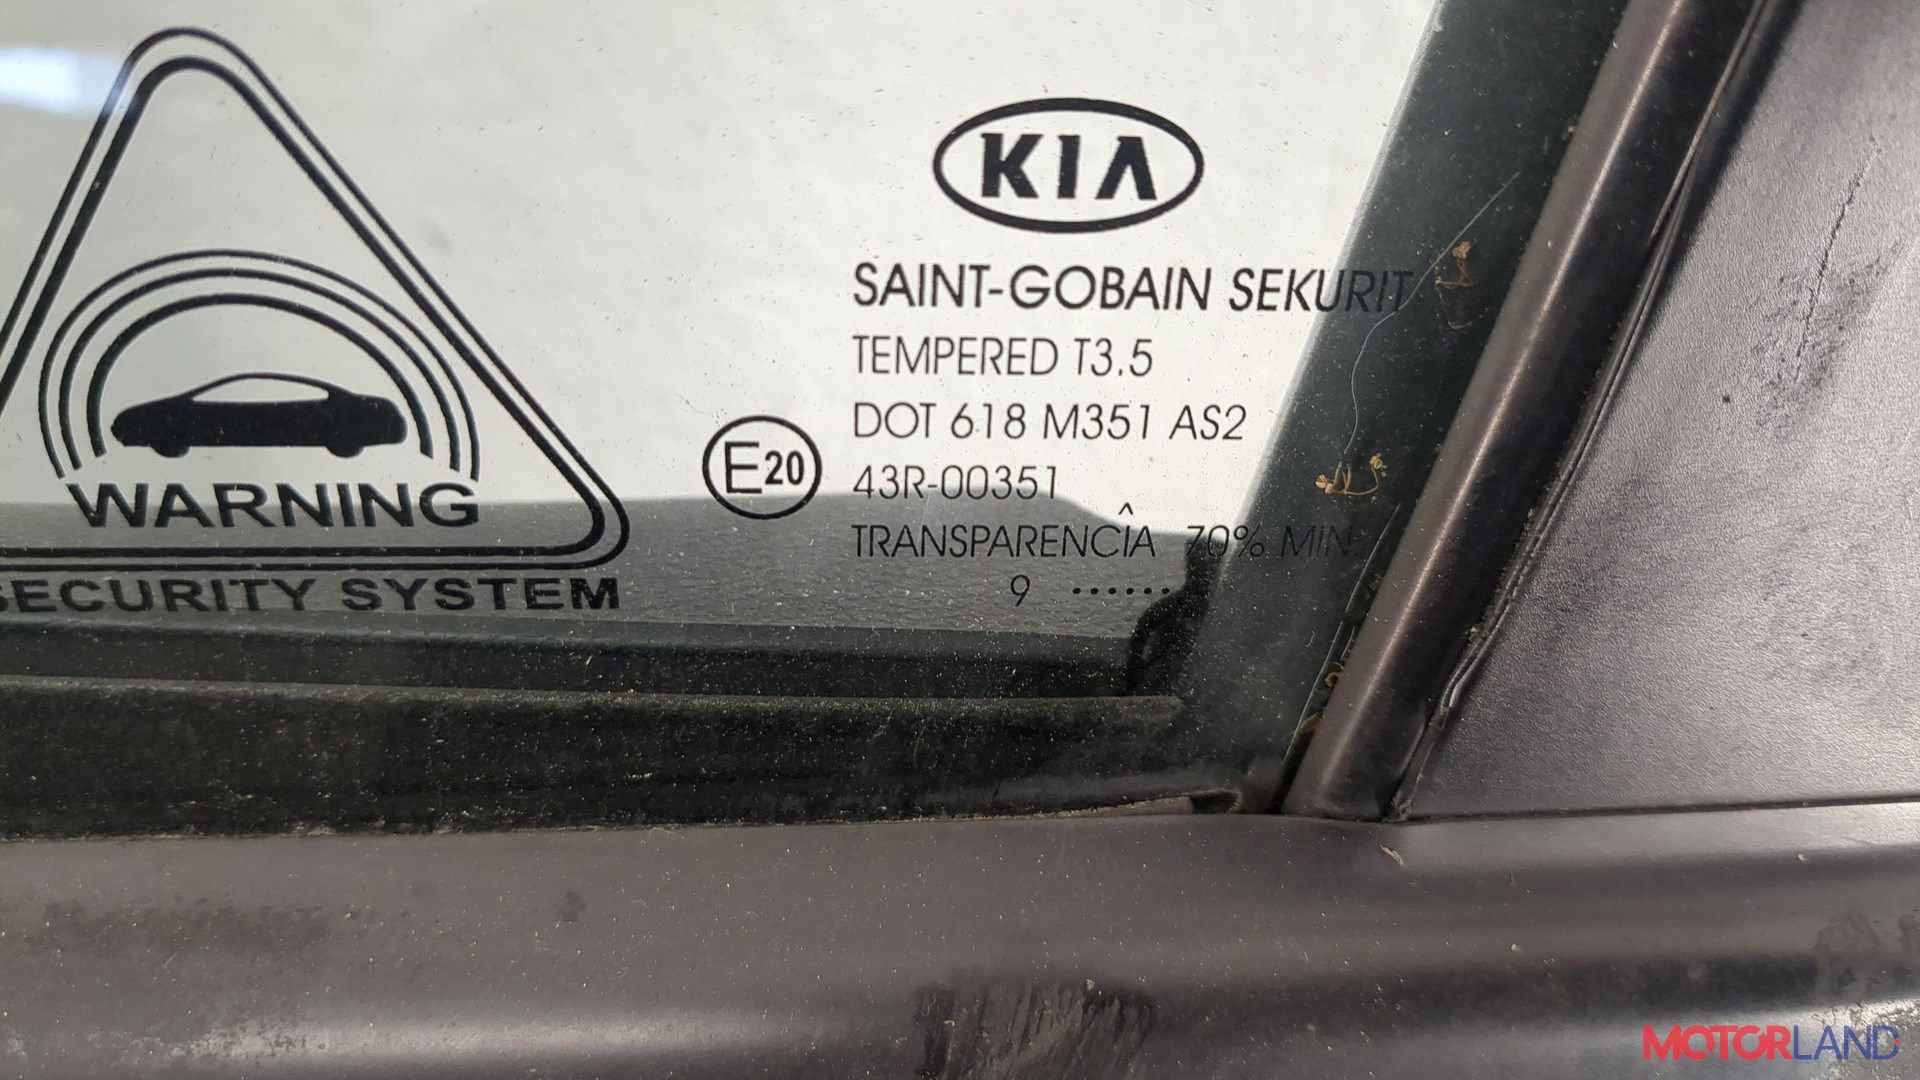 KIA
SAINT-GOBAIN SEKURIT
TEMPERED T3.5
DOT 618 M351 AS2
E20 43R-00351
TRANSPARENCIA 70% MIN
9 .......
WARNING
SECURITY SYSTEM
MOTORLAND